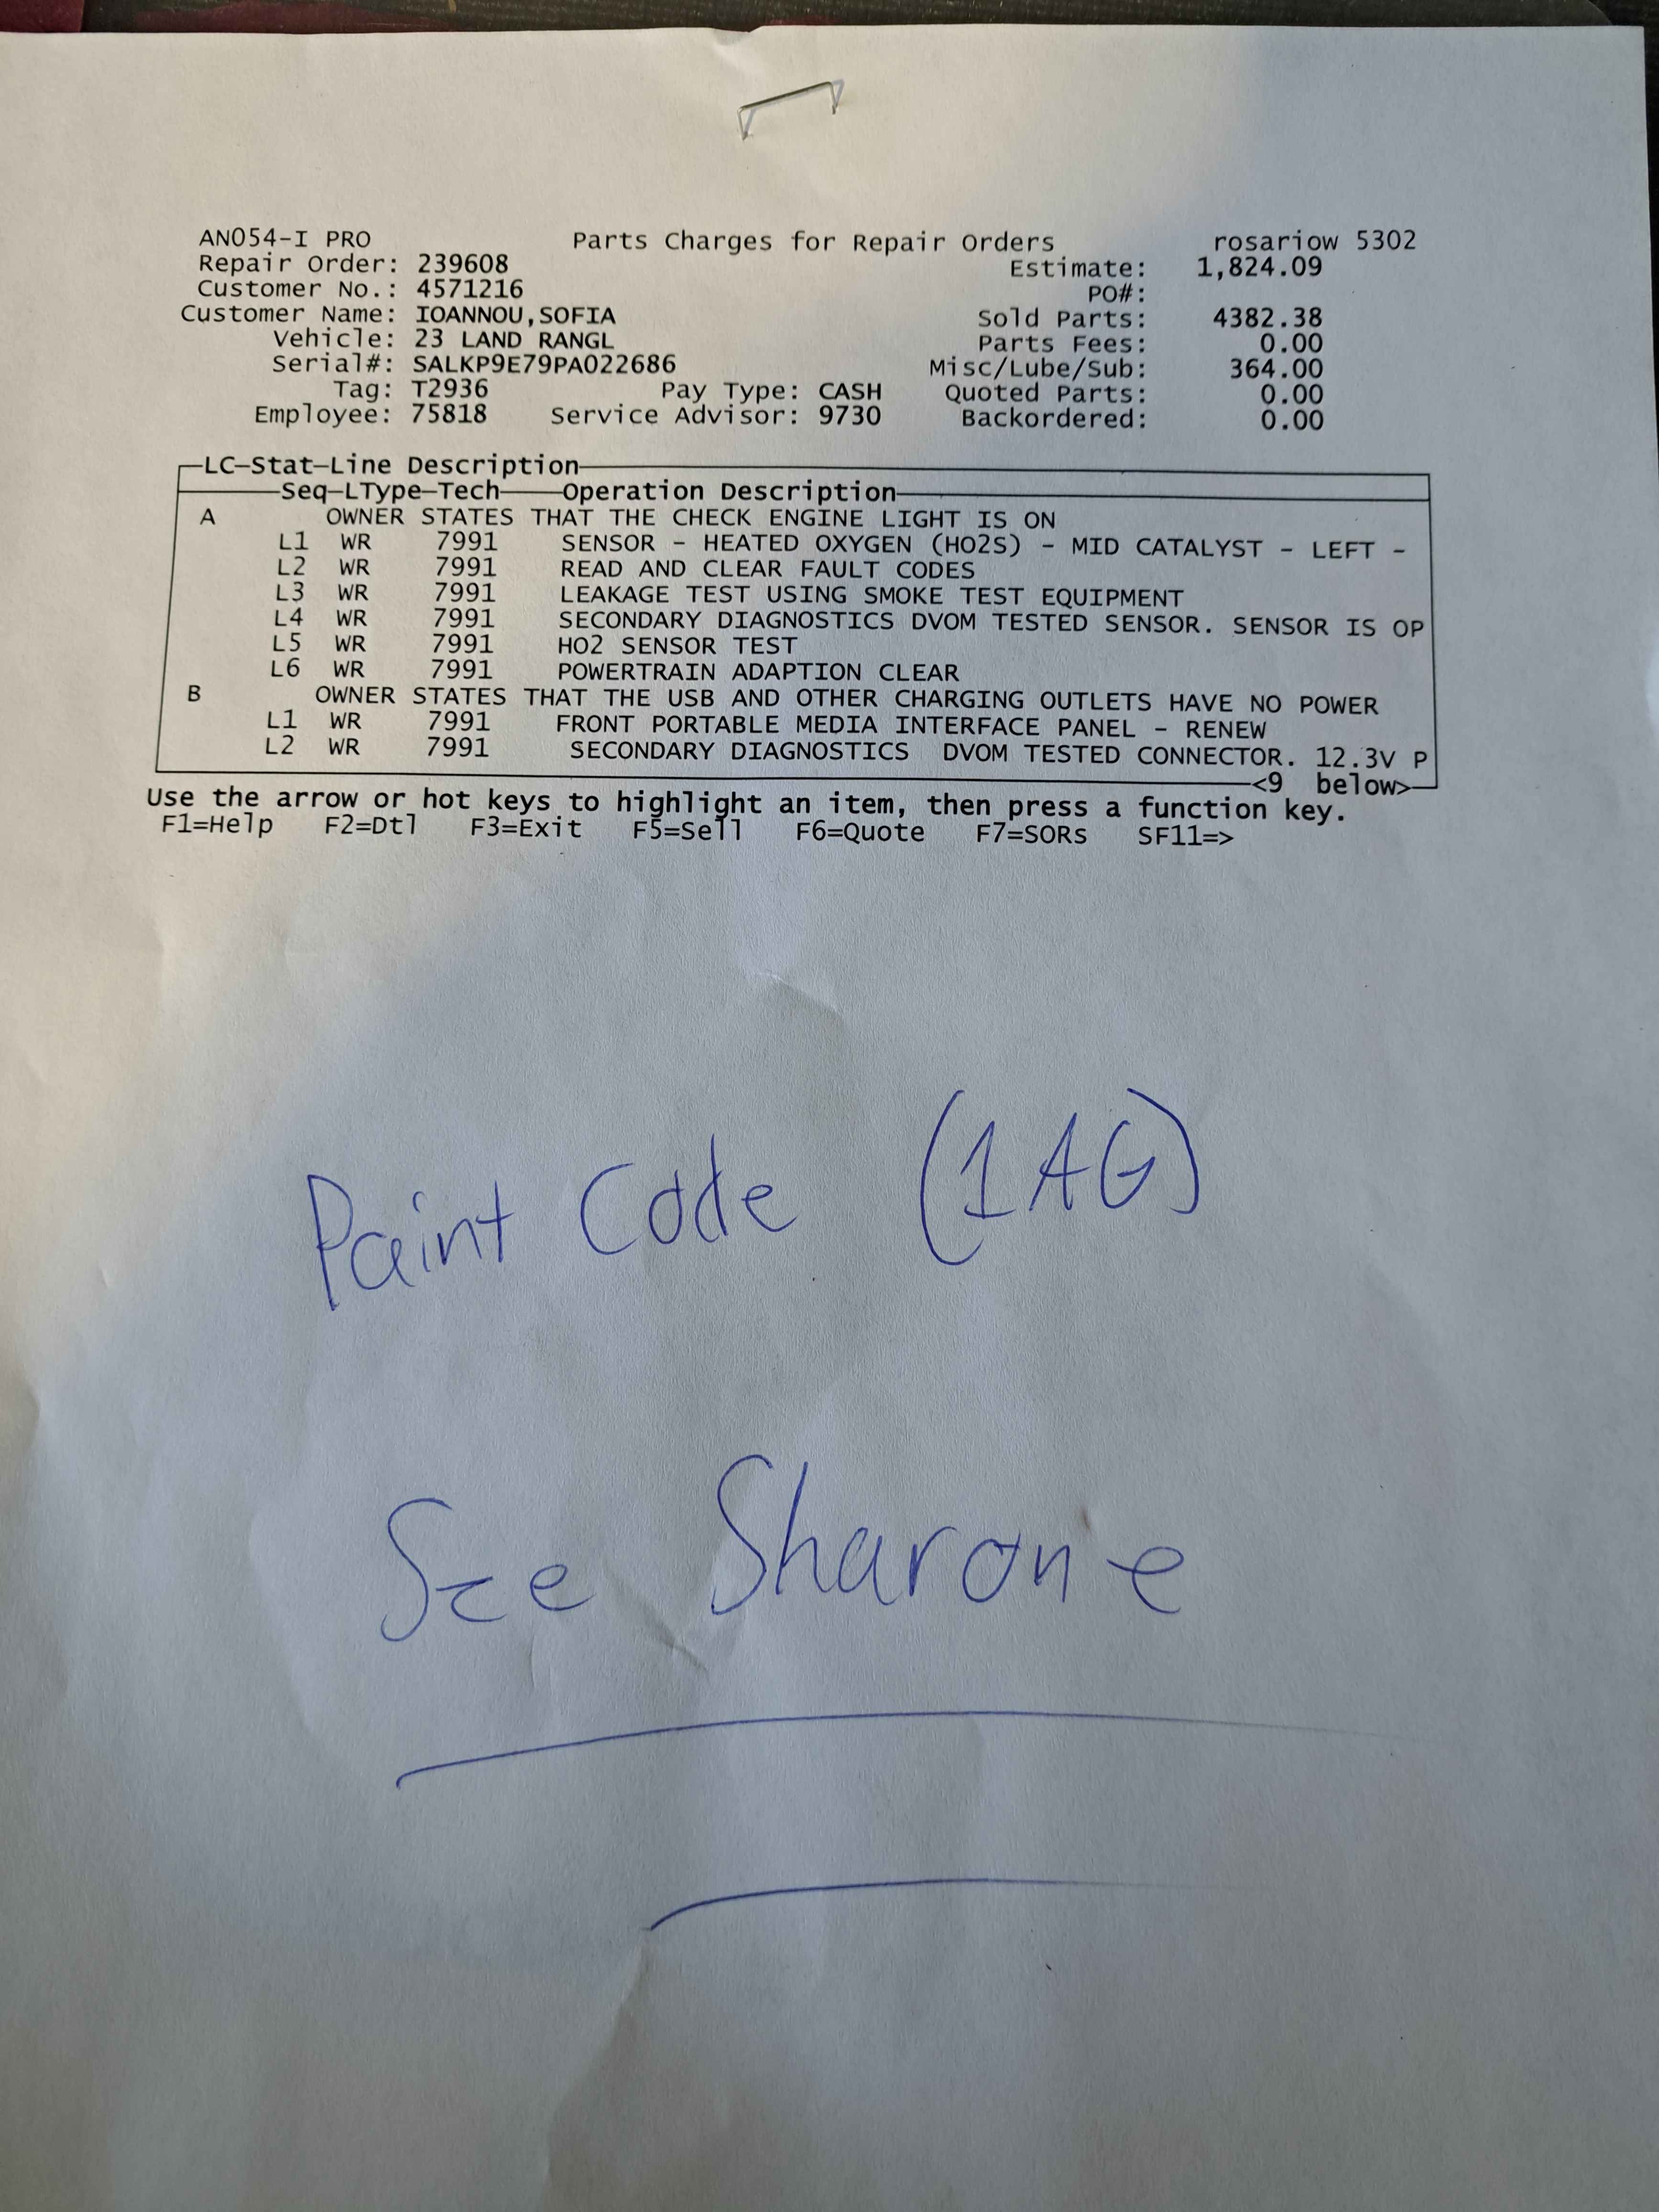 AN054-I PRO Parts Charges for Repair Orders rosariow 5302
Repair Order: 239608 Estimate: 1,824.09
Customer No.: 4571216 PO#:
Customer Name: IOANNOU,SOFIA Sold Parts: 4382.38
Vehicle: 23 LAND RANGL Parts Fees: 0.00
Serial#: SALKP9E79PA022686 Misc/Lube/Sub: 364.00
Tag: T2936 Pay Type: CASH Quoted Parts: 0.00
Employee: 75818 Service Advisor: 9730 Backordered: 0.00
LC-Stat-Line Description
Seq-LType-Tech Operation Description
A OWNER STATES THAT THE CHECK ENGINE LIGHT IS ON
L1 WR 7991 SENSOR - HEATED OXYGEN (HO2S) - MID CATALYST - LEFT -
L2 WR 7991 READ AND CLEAR FAULT CODES
L3 WR 7991 LEAKAGE TEST USING SMOKE TEST EQUIPMENT
L4 WR 7991 SECONDARY DIAGNOSTICS DVOM TESTED SENSOR. SENSOR IS OP
L5 WR 7991 HO2 SENSOR TEST
L6 WR 7991 POWERTRAIN ADAPTION CLEAR
B OWNER STATES THAT THE USB AND OTHER CHARGING OUTLETS HAVE NO POWER
L1 WR 7991 FRONT PORTABLE MEDIA INTERFACE PANEL - RENEW
L2 WR 7991 SECONDARY DIAGNOSTICS DVOM TESTED CONNECTOR. 12.3V P
<9 below>
Use the arrow or hot keys to highlight an item, then press a function key.
F1=Help F2=Dtl F3=Exit F5=Sell F6=Quote F7=SORs SF11=>
Paint Code (1AG)
See Sharone